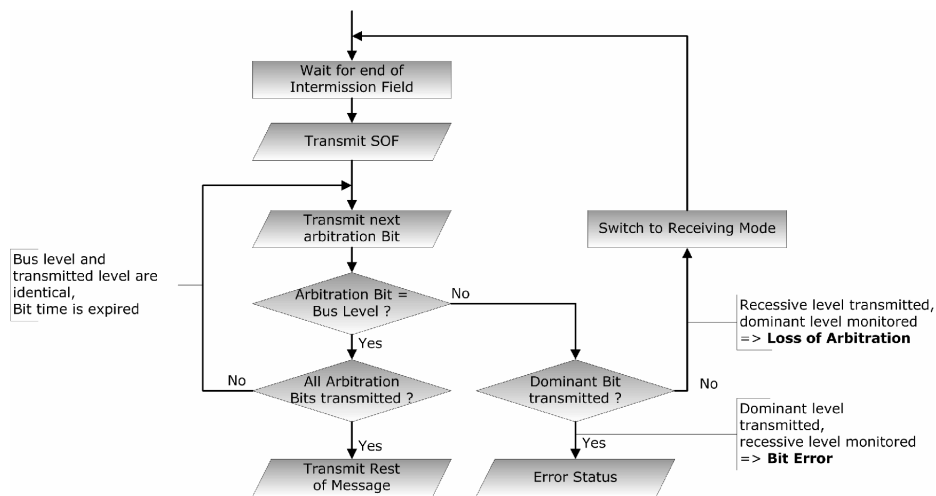 Wait for end of
Intermission Field
Transmit SOF
Transmit next
arbitration Bit
Switch to Receiving Mode
Bus level and
transmitted level are
identical,
Bit time is expired
Arbitration Bit =
Bus Level ?
No
Yes
Recessive level transmitted,
dominant level monitored
=> Loss of Arbitration
No
All Arbitration
Bits transmitted ?
Dominant Bit
transmitted ?
No
Yes
Yes
Dominant level
transmitted,
recessive level monitored
=> Bit Error
Transmit Rest
of Message
Error Status